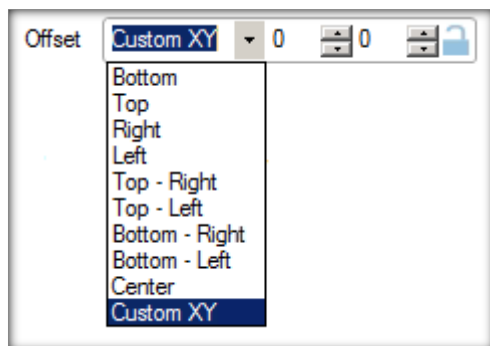 Offset Custom XY 0 0
Bottom
Top
Right
Left
Top - Right
Top - Left
Bottom - Right
Bottom - Left
Center
Custom XY